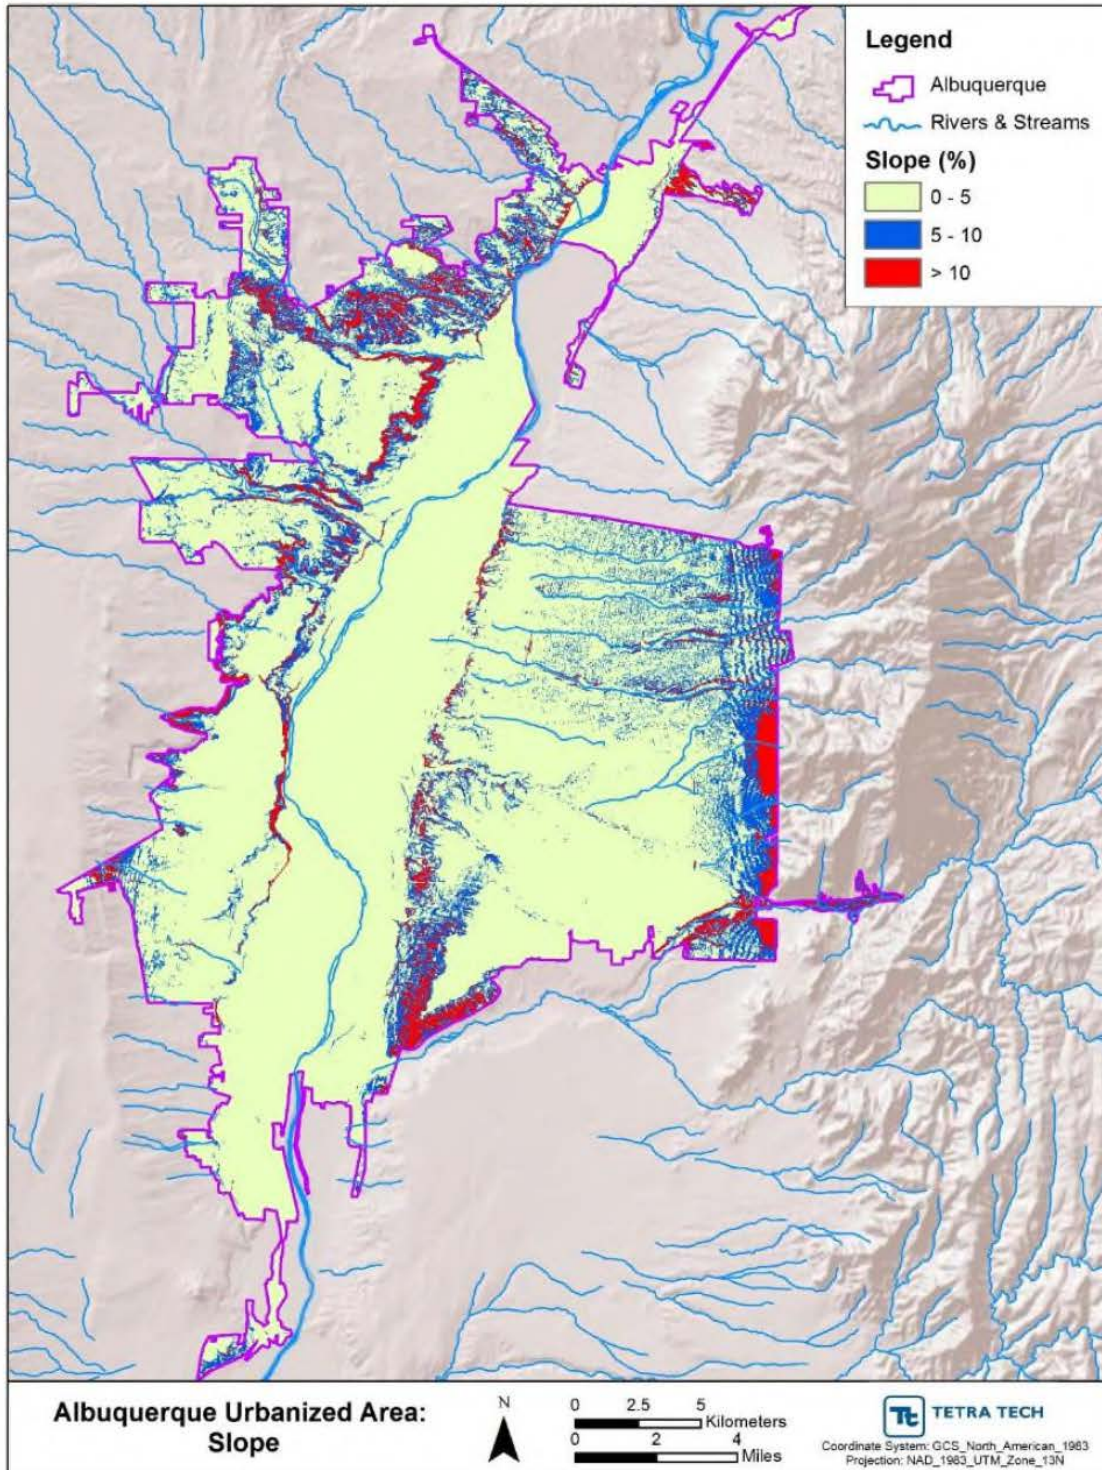 Legend
Albuquerque
Rivers & Streams
Slope (%)
0 - 5
5 - 10
> 10
Albuquerque Urbanized Area:
Slope
N
0 2.5 5
Kilometers
0 2 4
Miles
Tt TETRA TECH
Coordinate System: GCS_North_American_1983
Projection: NAD_1983_UTM_Zone_13N